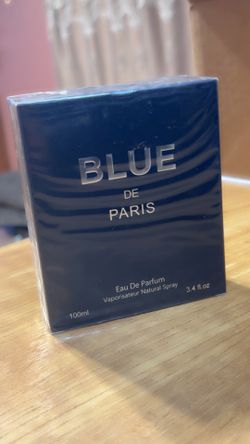 BLUE
DE
PARIS
Eau De Parfum
Vaporisateur Natural Spray
100ml
3.4 fl.oz